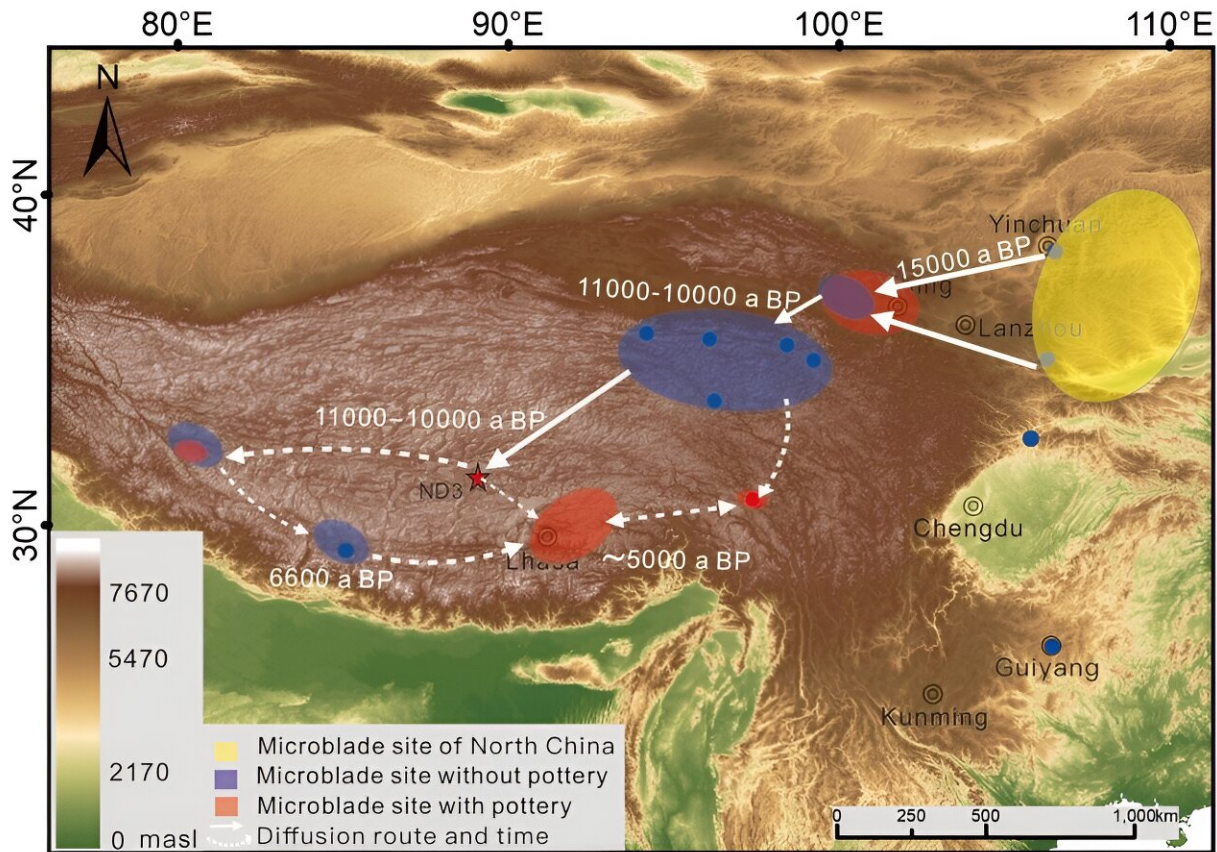 80°E 90°E 100°E 110°E
N
40°N
30°N
Yinchuan
15000 a BP
11000-10000 a BP
Lanzhou
11000~10000 a BP
ND3
Lhasa
~5000 a BP
6600 a BP
Chengdu
Guiyang
Kunming
7670
5470
2170
0 masl
Microblade site of North China
Microblade site without pottery
Microblade site with pottery
Diffusion route and time
0 250 500 1,000km